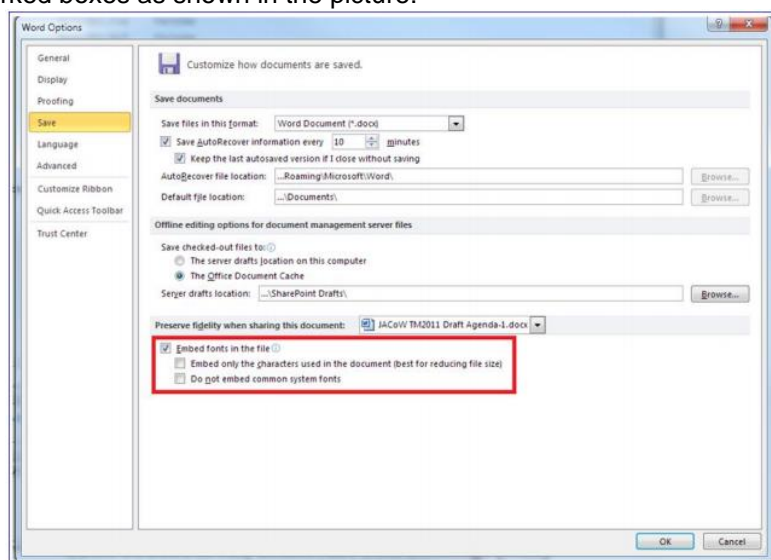 rked boxes as shown in the picture.
Word Options
General
Display
Proofing
Save
Language
Advanced
Customize Ribbon
Quick Access Toolbar
Trust Center
Customize how documents are saved.
Save documents
Save files in this format: Word Document (*.docx)
Save AutoRecover information every 10 minutes
Keep the last autosaved version if I close without saving
AutoRecover file location: ...Roaming\Microsoft\Word\ Browse...
Default file location: ...\Documents\ Browse...
Offline editing options for document management server files
Save checked-out files to:
The server drafts location on this computer
The Office Document Cache
Server drafts location: ...\SharePoint Drafts\ Browse...
Preserve fidelity when sharing this document: JACoW TM2011 Draft Agenda-1.docx
Embed fonts in the file
Embed only the characters used in the document (best for reducing file size)
Do not embed common system fonts
OK Cancel